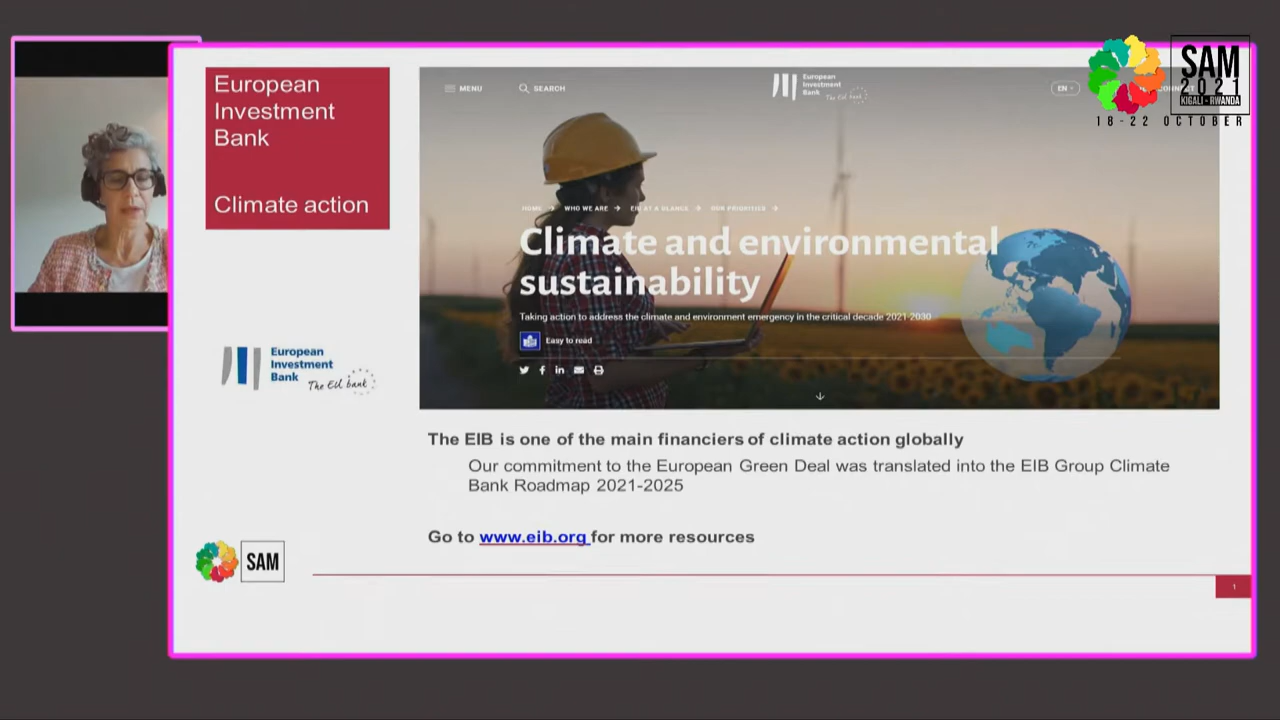 European
Investment
Bank
Climate action
European
Investment
Bank
The EU bank
MENU
SEARCH
European
Investment
Bank
The EU bank
EN
SAM
2021
KIGALI - RWANDA
18-22 OCTOBER
HOME → WHO WE ARE → EIB AT A GLANCE → OUR PRIORITIES →
Climate and environmental
sustainability
Taking action to address the climate and environment emergency in the critical decade 2021-2030
Easy to read
The EIB is one of the main financiers of climate action globally
Our commitment to the European Green Deal was translated into the EIB Group Climate
Bank Roadmap 2021-2025
Go to www.eib.org for more resources
SAM
1